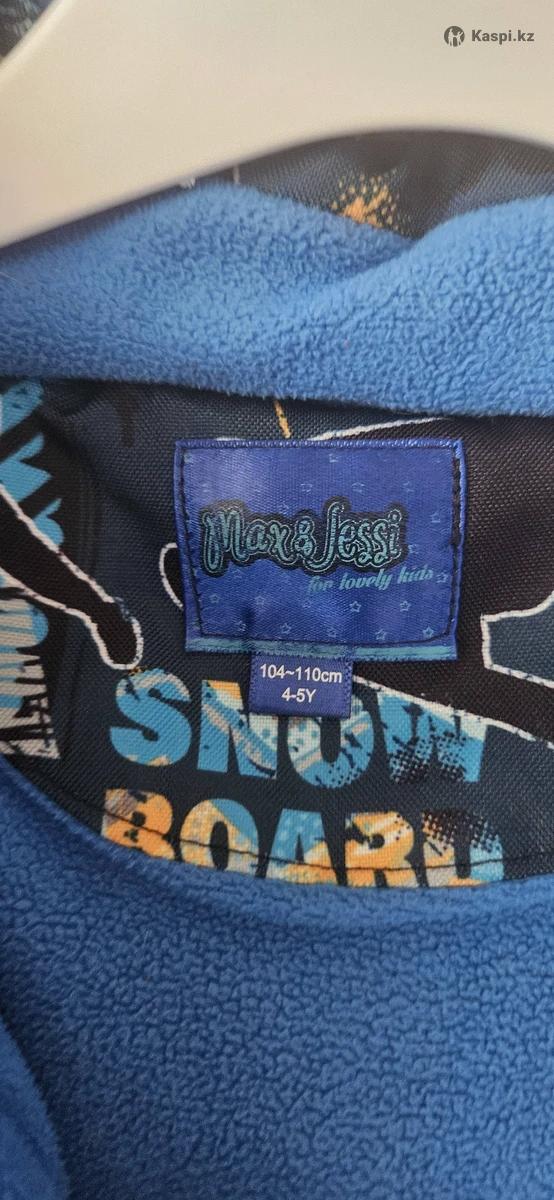 Kaspi.kz
Max&Jessi
for lovely kids
104~110cm
4-5Y
SNOW
BOARD